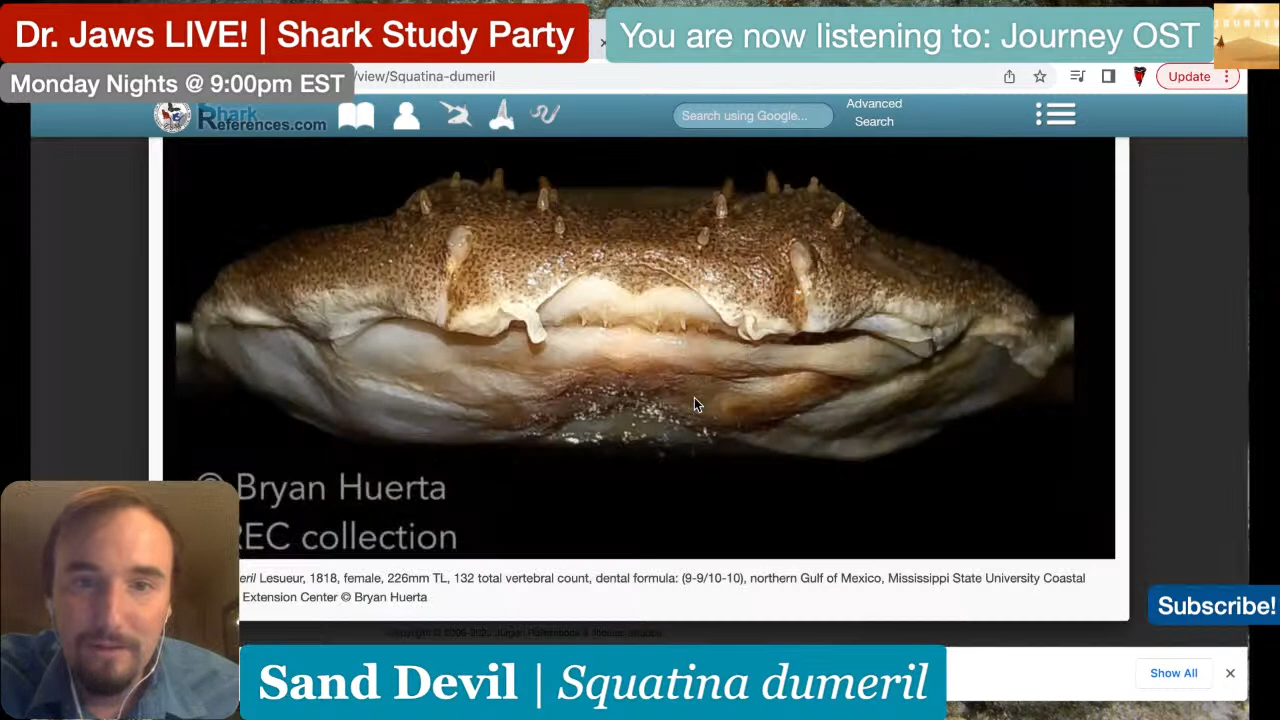 Dr. Jaws LIVE! | Shark Study Party
You are now listening to: Journey OST
Monday Nights @ 9:00pm EST
/view/Squatina-dumeril
Update
Shark
References.com
Search using Google...
Advanced
Search
© Bryan Huerta
REC collection
eril Lesueur, 1818, female, 226mm TL, 132 total vertebral count, dental formula: (9-9/10-10), northern Gulf of Mexico, Mississippi State University Coastal
Extension Center © Bryan Huerta
Subscribe!
Show All
Sand Devil | Squatina dumeril